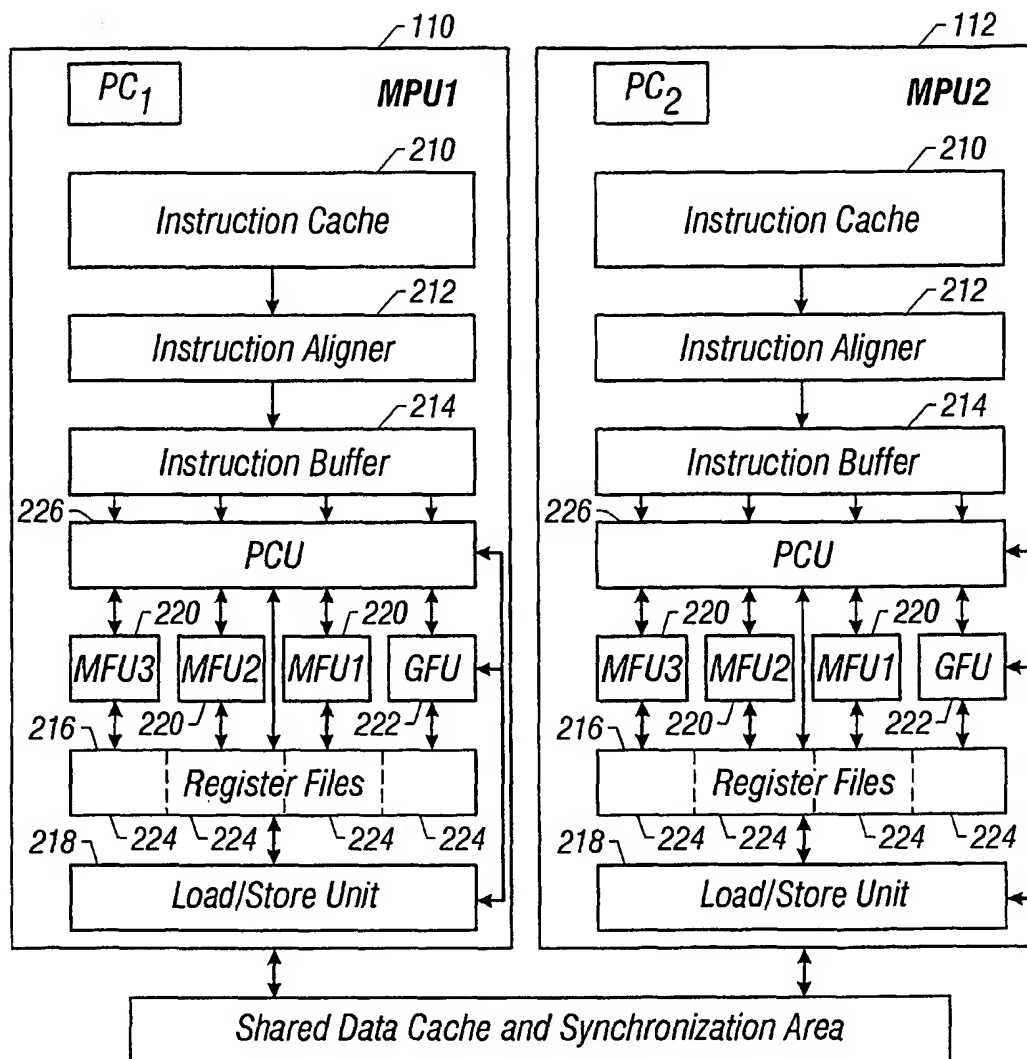 110
PC1
MPU1
210
Instruction Cache
212
Instruction Aligner
214
Instruction Buffer
226
PCU
220
220
MFU3
MFU2
MFU1
GFU
220
222
216
Register Files
224
224
224
224
218
Load/Store Unit
112
PC2
MPU2
210
Instruction Cache
212
Instruction Aligner
214
Instruction Buffer
226
PCU
220
220
MFU3
MFU2
MFU1
GFU
220
222
216
Register Files
224
224
224
224
218
Load/Store Unit
Shared Data Cache and Synchronization Area